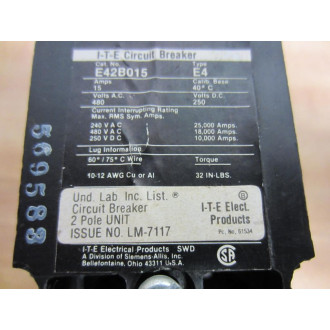 I-T-E Circuit Breaker
Cat. No. Type
E42B015 E4
Amps Calib. Base
15 40°C
Volts A.C. Volts D.C.
480 250
Current Interrupting Rating
Max. RMS Sym. Amps.
240 V A C 25,000 Amps.
480 V A C 18,000 Amps.
250 V D C 10,000 Amps.
Lug Information
60°/75°C Wire Torque
10-12 AWG Cu or Al 32 IN-LBS.
Und. Lab Inc. List.®
Circuit Breaker
2 Pole UNIT
ISSUE NO. LM-7117
I-T-E Elect.
Products
Pc. No. 51534
I-T-E Electrical Products SWD
A Division of Siemens-Allis, Inc.
Bellefontaine, Ohio 43311 U.S.A.
SA
569588